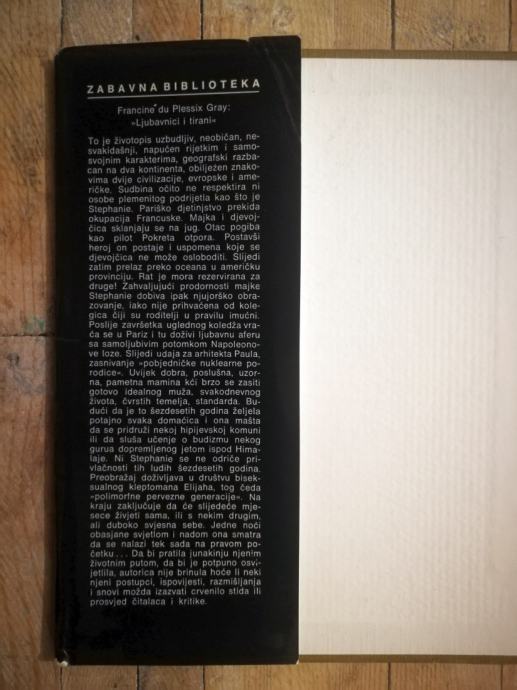 ZABAVNA BIBLIOTEKA
Francine du Plessix Gray:
»Ljubavnici i tirani«
To je životopis uzbudljiv, neobičan, ne-
svakidašnji, napučen rijetkim i samo-
svojnim karakterima, geografski razba-
can na dva kontinenta, obilježen znako-
vima dvije civilizacije, evropske i ame-
ričke. Sudbina očito ne respektira ni
osobe plemenitog podrijetla kao što je
Stephanie. Pariško djetinjstvo prekida
okupacija Francuske. Majka i djevoj-
čica sklanjaju se na jug. Otac pogiba
kao pilot Pokreta otpora. Postavši
heroj on postaje i uspomena koje se
djevojčica ne može osloboditi. Slijedi
zatim prelaz preko oceana u američku
provinciju. Rat je mora rezervirana za
druge! Zahvaljujući prodornosti majke
Stephanie dobiva ipak njujorško obra-
zovanje, iako nije prihvaćena od kole-
gica čiji su roditelji u pravilu imućni.
Poslije završetka uglednog koledža vra-
ća se u Pariz i tu doživi ljubavnu aferu
sa samoljubivim potomkom Napoleono-
ve loze. Slijedi udaja za arhitekta Paula,
zasnivanje »pobjedničke nuklearne po-
rodice«. Uvijek dobra, poslušna, uzor-
na, pametna mamina kći brzo se zasiti
gotovo idealnog muža, svakodnevnog
života, čvrstih temelja, standarda. Bu-
dući da je to šezdesetih godina željela
potajno svaka domaćica i ona mašta
da se pridruži nekoj hipijevskoj komuni
ili da sluša učenje o budizmu nekog
gurua dopremljenog jetom ispod Hima-
laje. Ni Stephanie se ne odriče pri-
vlačnosti tih ludih šezdesetih godina.
Preobražaj doživljava u društvu bisek-
sualnog kleptomana Elijaha, tog čeda
»polimorfne pervezne generacije«. Na
kraju zaključuje da će slijedeće mje-
sece živjeti sama, ili s nekim drugim,
ali duboko svjesna sebe. Jedne noći
obasjane svjetlom i nadom ona smatra
da se nalazi tek sada na pravom po-
četku... Da bi pratila junakinju njenim
životnim putom, da bi je potpuno osvi-
jetlila, autorica nije brinula hoće li neki
njeni postupci, ispovijesti, razmišljanja
i snovi možda izazvati crvenilo stida ili
prosvjed čitalaca i kritike.